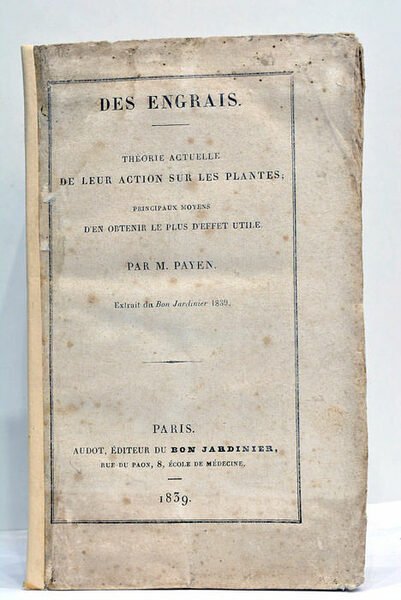 DES ENGRAIS.
THÉORIE ACTUELLE
DE LEUR ACTION SUR LES PLANTES;
PRINCIPAUX MOYENS
D'EN OBTENIR LE PLUS D'EFFET UTILE
PAR M. PAYEN.
Extrait du Bon Jardinier 1839.
PARIS.
AUDOT, ÉDITEUR DU BON JARDINIER,
RUE DU PAON, 8, ÉCOLE DE MÉDECINE,
1839.